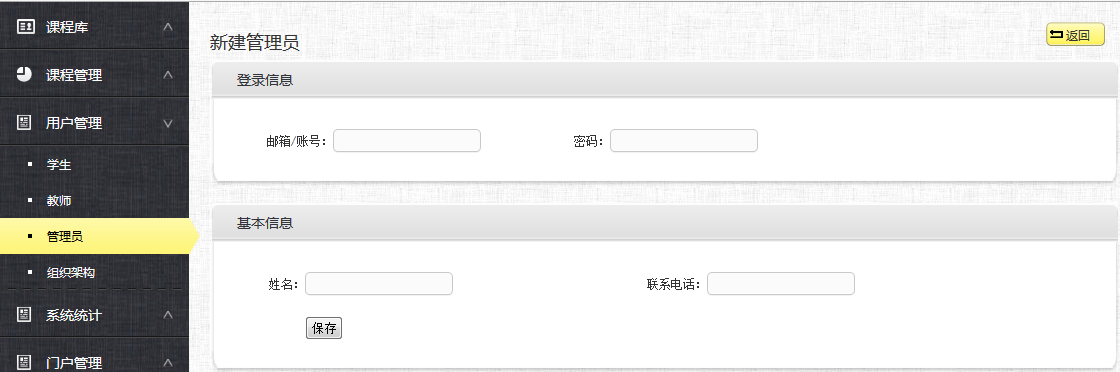 课程库
课程管理
用户管理
学生
教师
管理员
组织架构
系统统计
门户管理
新建管理员
返回
登录信息
邮箱/账号：
密码：
基本信息
姓名：
联系电话：
保存